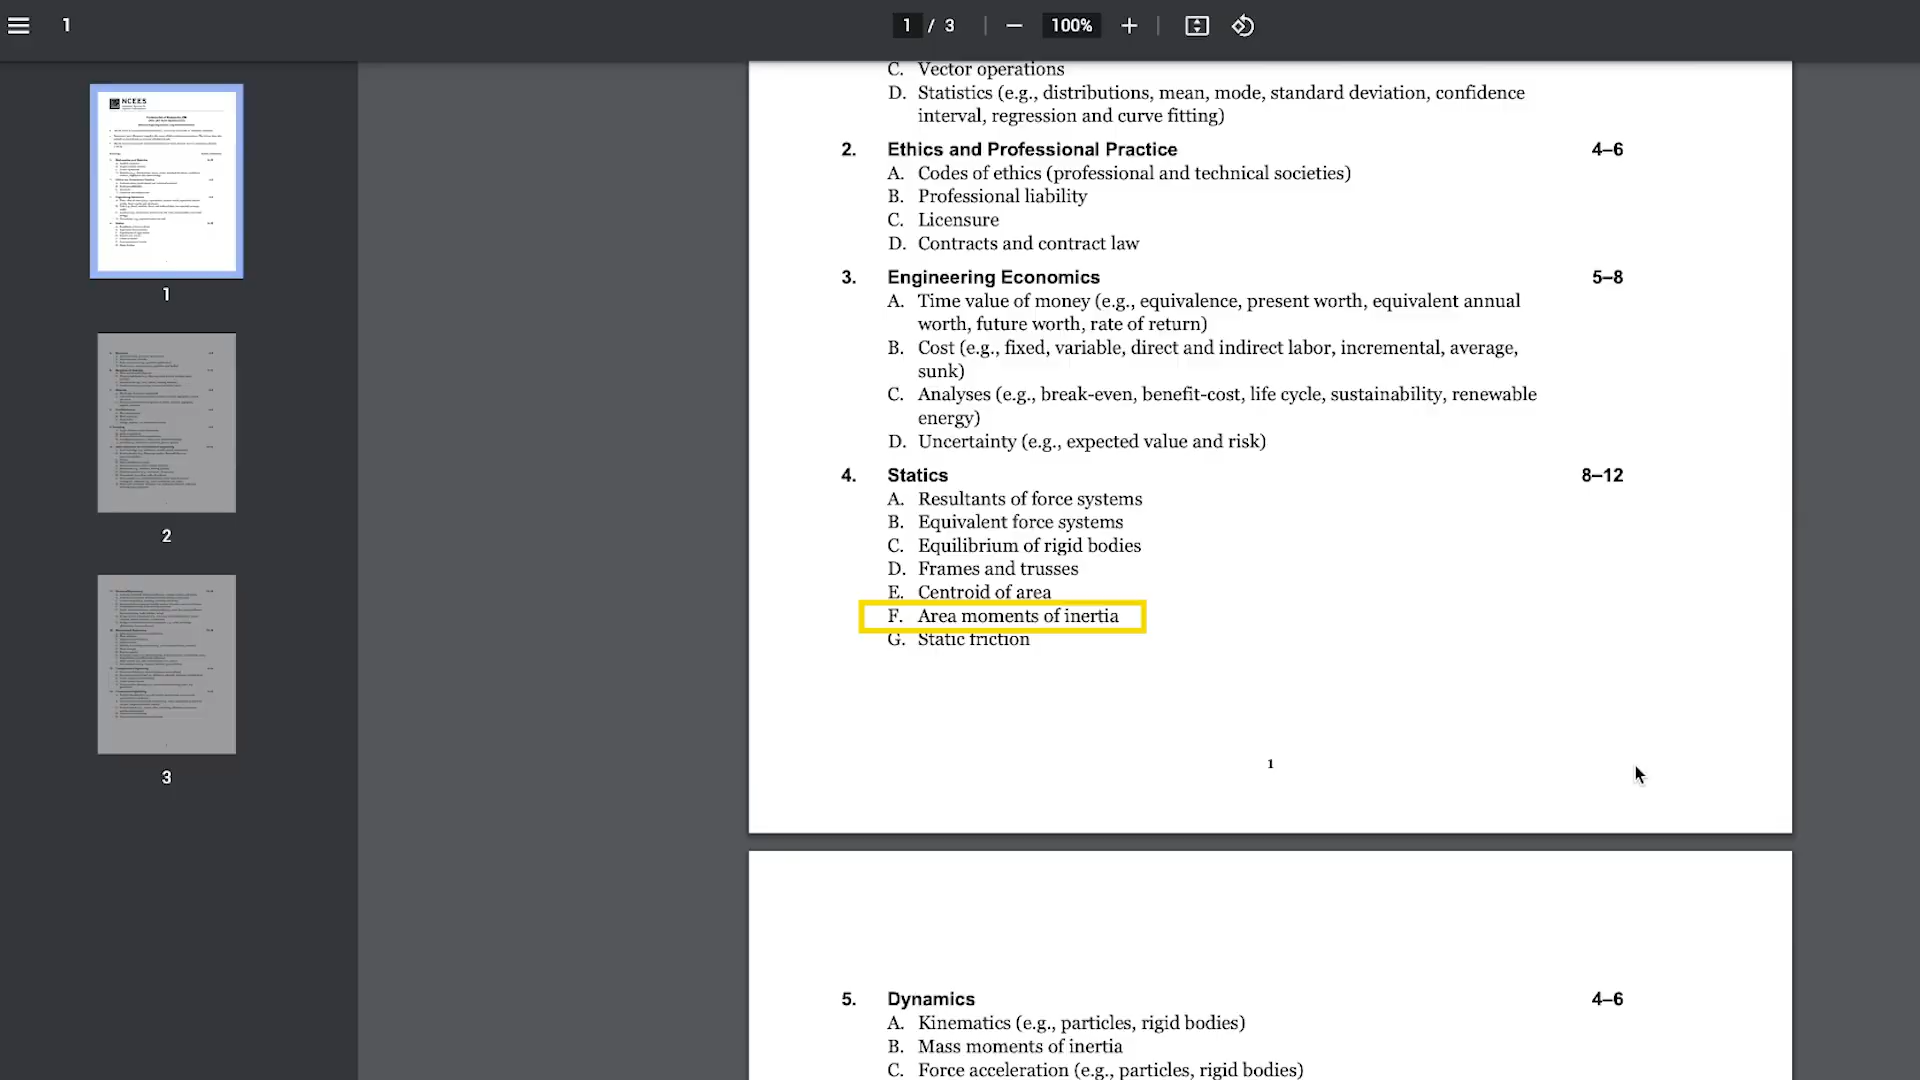 1
1 / 3
100%
NCEES
1
2
3
C. Vector operations
D. Statistics (e.g., distributions, mean, mode, standard deviation, confidence
interval, regression and curve fitting)
2. Ethics and Professional Practice 4–6
A. Codes of ethics (professional and technical societies)
B. Professional liability
C. Licensure
D. Contracts and contract law
3. Engineering Economics 5–8
A. Time value of money (e.g., equivalence, present worth, equivalent annual
worth, future worth, rate of return)
B. Cost (e.g., fixed, variable, direct and indirect labor, incremental, average,
sunk)
C. Analyses (e.g., break-even, benefit-cost, life cycle, sustainability, renewable
energy)
D. Uncertainty (e.g., expected value and risk)
4. Statics 8–12
A. Resultants of force systems
B. Equivalent force systems
C. Equilibrium of rigid bodies
D. Frames and trusses
E. Centroid of area
F. Area moments of inertia
G. Static friction
1
5. Dynamics 4–6
A. Kinematics (e.g., particles, rigid bodies)
B. Mass moments of inertia
C. Force acceleration (e.g., particles, rigid bodies)